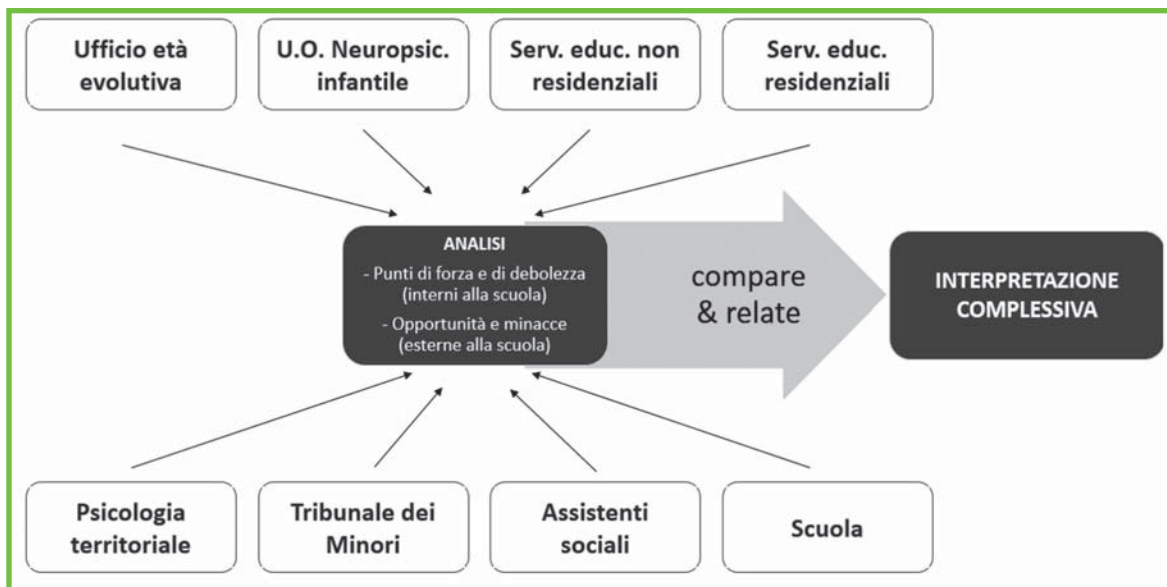 Ufficio età
evolutiva
U.O. Neuropsic.
infantile
Serv. educ. non
residenziali
Serv. educ.
residenziali
ANALISI
- Punti di forza e di debolezza
(interni alla scuola)
- Opportunità e minacce
(esterne alla scuola)
compare
& relate
INTERPRETAZIONE
COMPLESSIVA
Psicologia
territoriale
Tribunale dei
Minori
Assistenti
sociali
Scuola